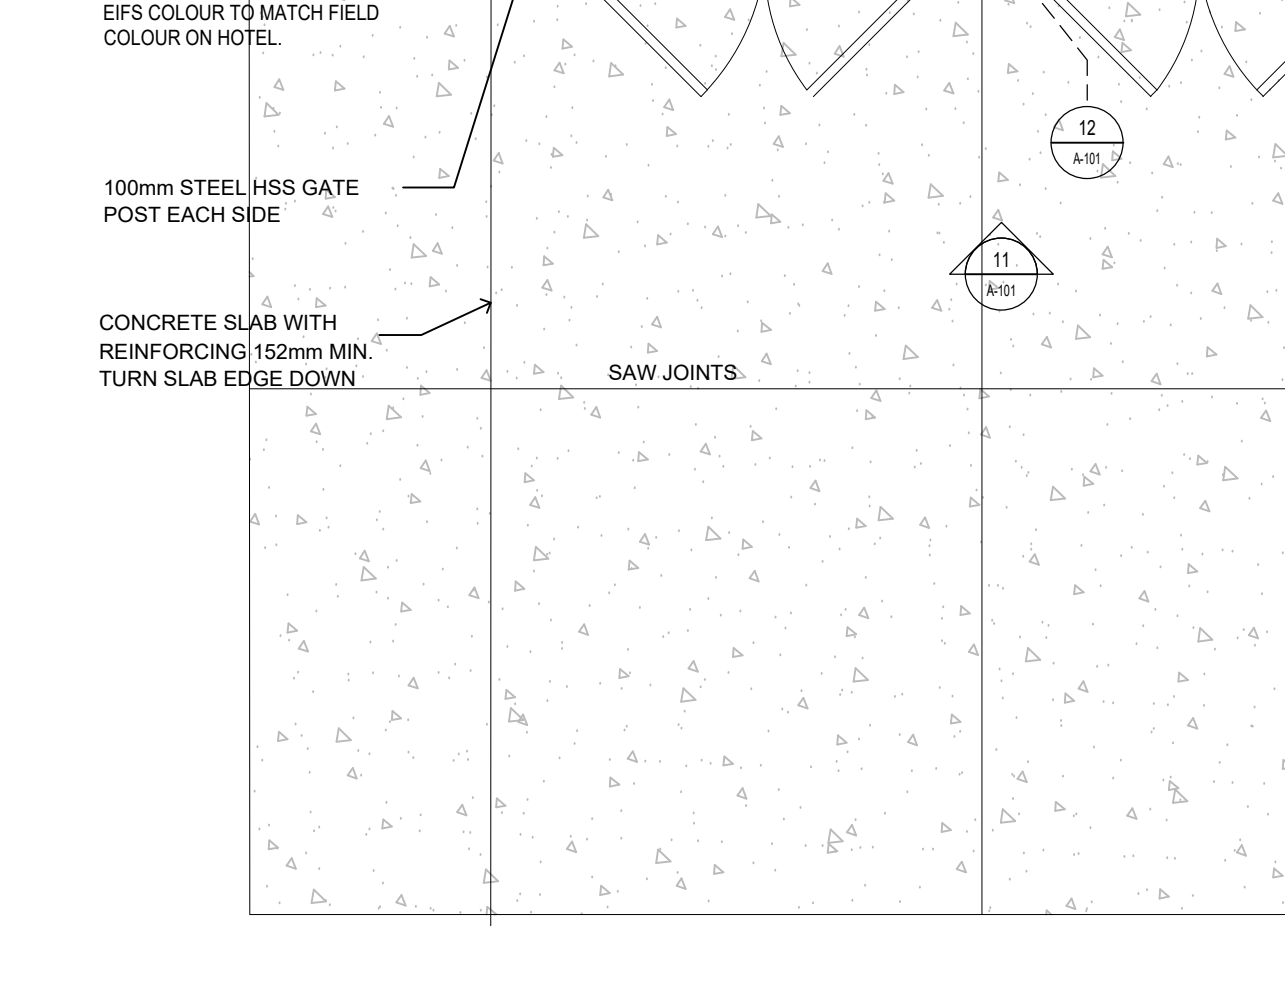 EIFS COLOUR TO MATCH FIELD
COLOUR ON HOTEL.
12
A-101
100mm STEEL HSS GATE
POST EACH SIDE
11
A-101
CONCRETE SLAB WITH
REINFORCING 152mm MIN.
TURN SLAB EDGE DOWN
SAW JOINTS